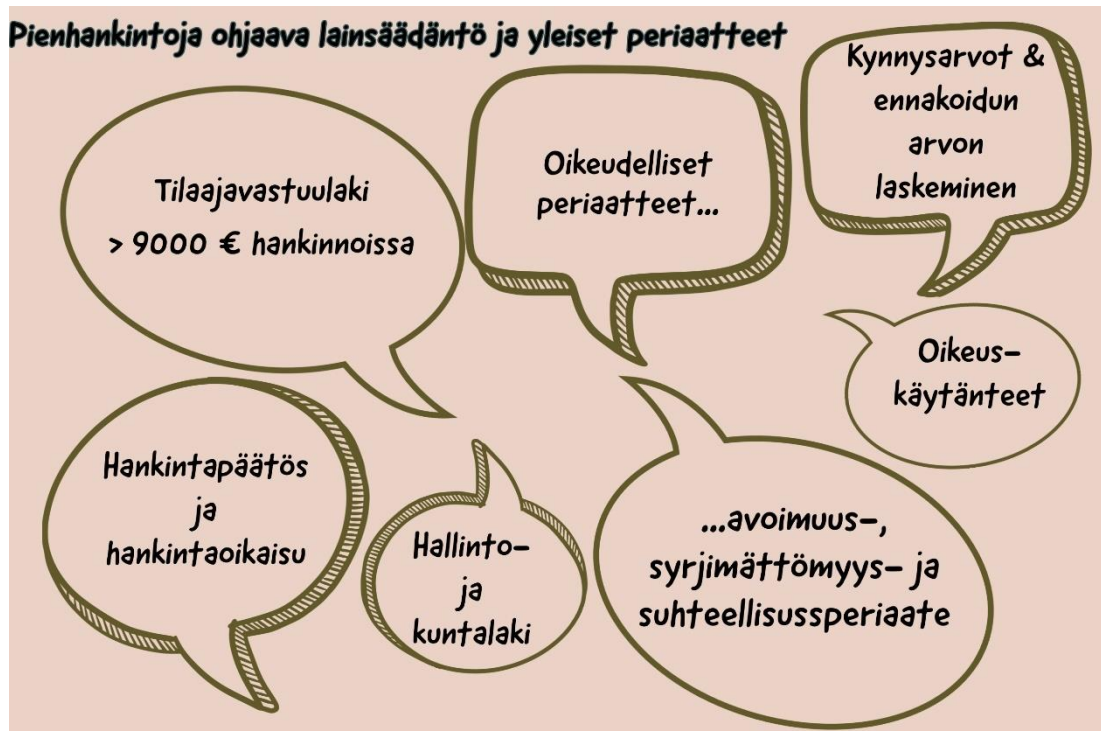 Pienhankintoja ohjaava lainsäädäntö ja yleiset periaatteet
Tilaajavastuulaki
> 9000 € hankinnoissa
Oikeudelliset
periaatteet...
Kynnysarvot &
ennakoidun
arvon
laskeminen
Oikeus-
käytänteet
Hankintapäätös
ja
hankintaoikaisu
Hallinto-
ja
kuntalaki
...avoimuus-,
syrjimättömyys- ja
suhteellisussperiaate